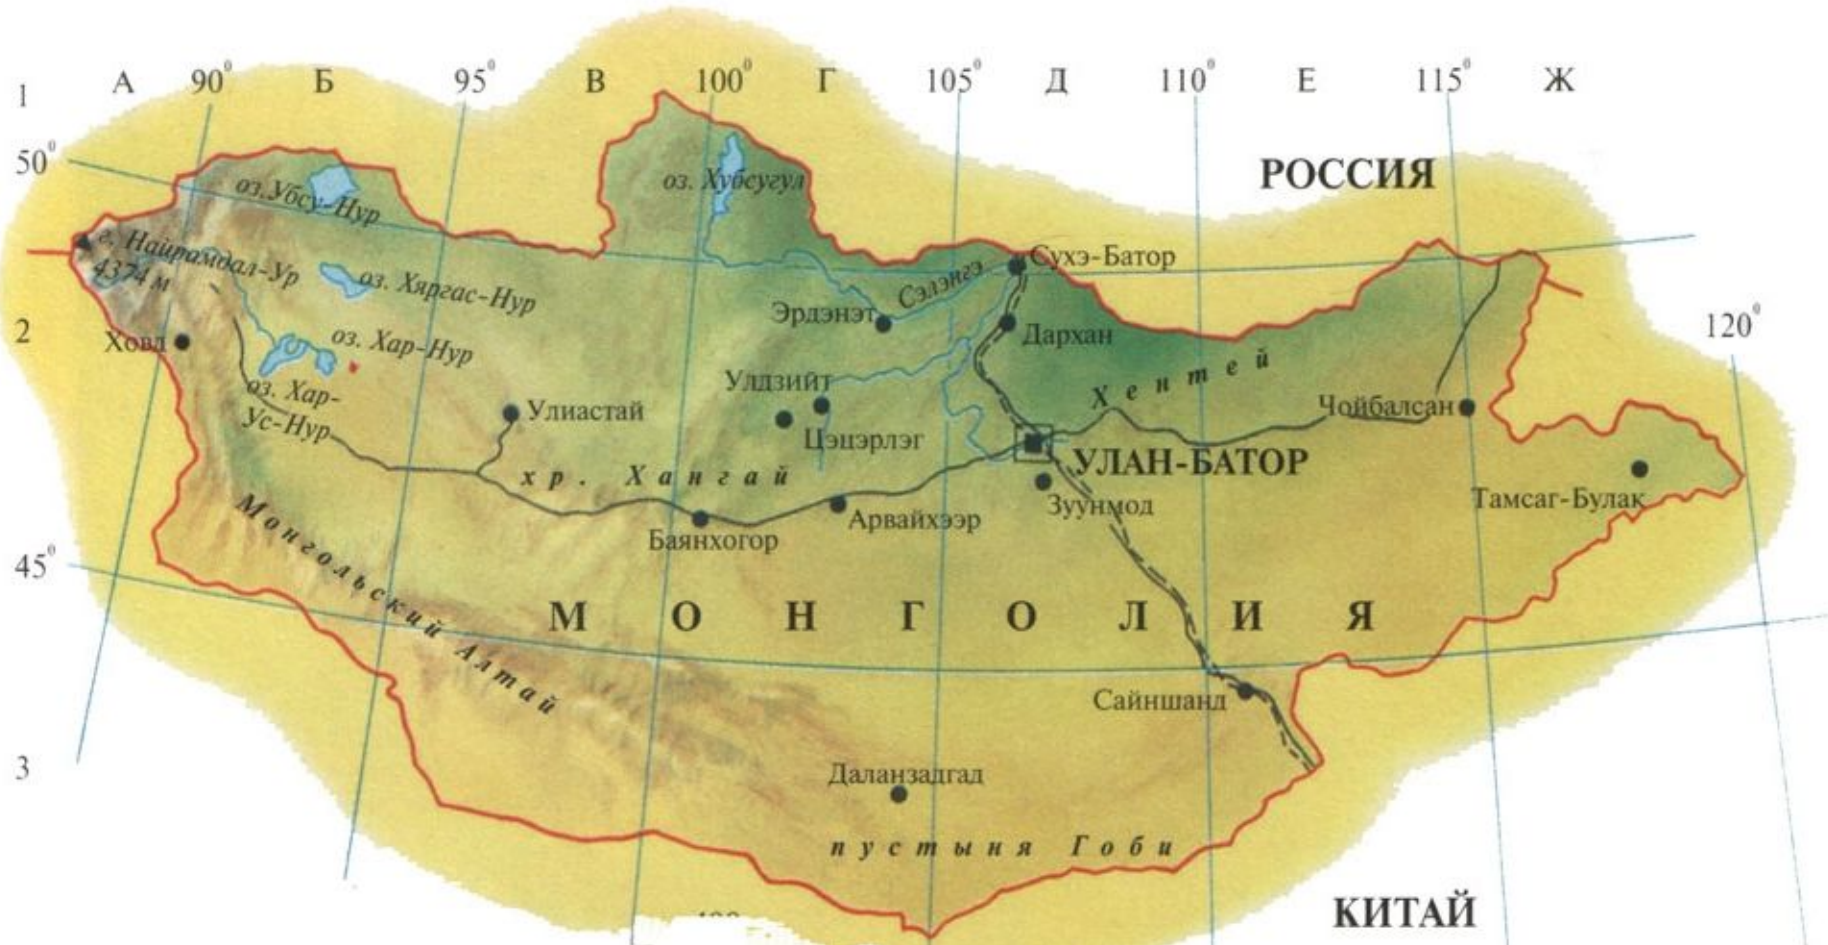 А 90° Б 95° В 100° Г 105° Д 110° Е 115° Ж
1
50°
РОССИЯ
оз. Хубсугул
оз.Убсу-Нур
г. Найрамдал-Ур
4374 м
Сухэ-Батор
Сэлэнгэ
оз. Хяргас-Нур
Эрдэнэт
Дархан
2
120°
Ховд
оз. Хар-Нур
Улдзийт
Хентей
оз. Хар-
Ус-Нур
Улиастай
Чойбалсан
Цэцэрлэг
УЛАН-БАТОР
хр. Хангай
Зуунмод
Тамсаг-Булак
Баянхогор
Арвайхээр
45°
Монгольский Алтай
МОНГОЛИЯ
Сайншанд
3
Даланзадгад
пустыня Гоби
КИТАЙ